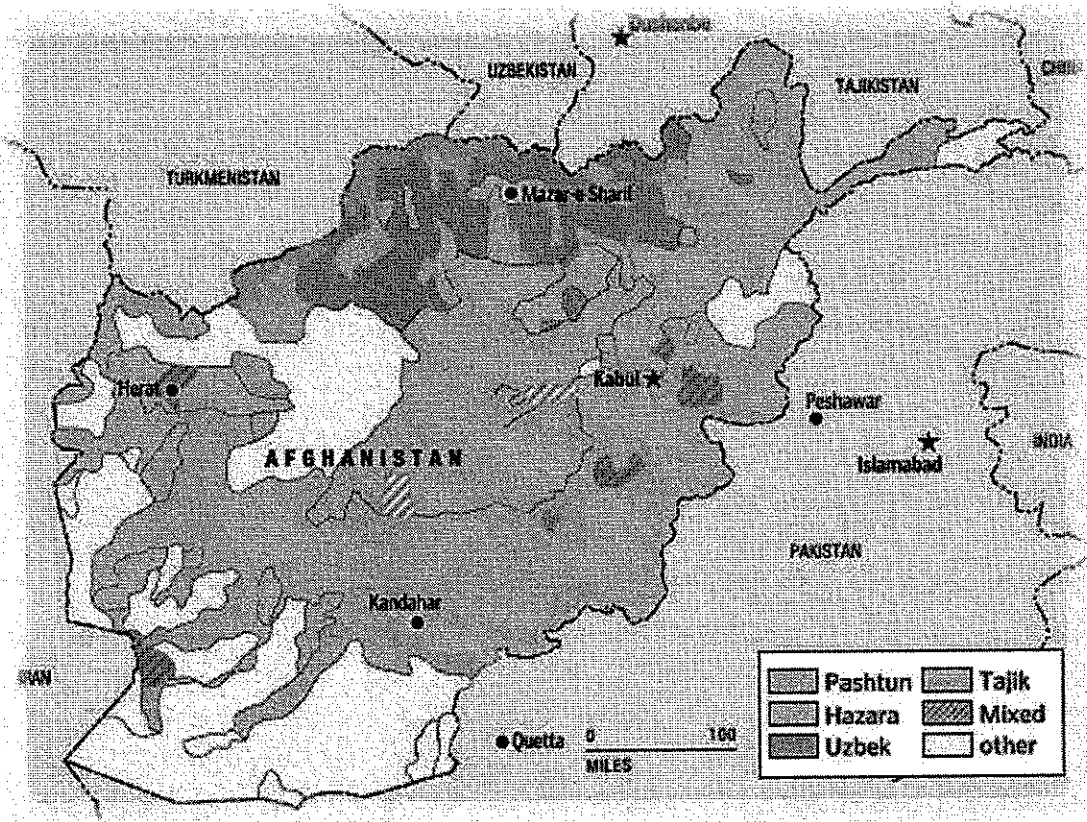 Dushanbe
UZBEKISTAN
TAJIKISTAN
TURKMENISTAN
Mazar-e Sharif
Herat
Kabul
Peshawar
Islamabad
INDIA
AFGHANISTAN
PAKISTAN
Kandahar
Quetta
0 100
MILES
Pashtun Tajik
Hazara Mixed
Uzbek other